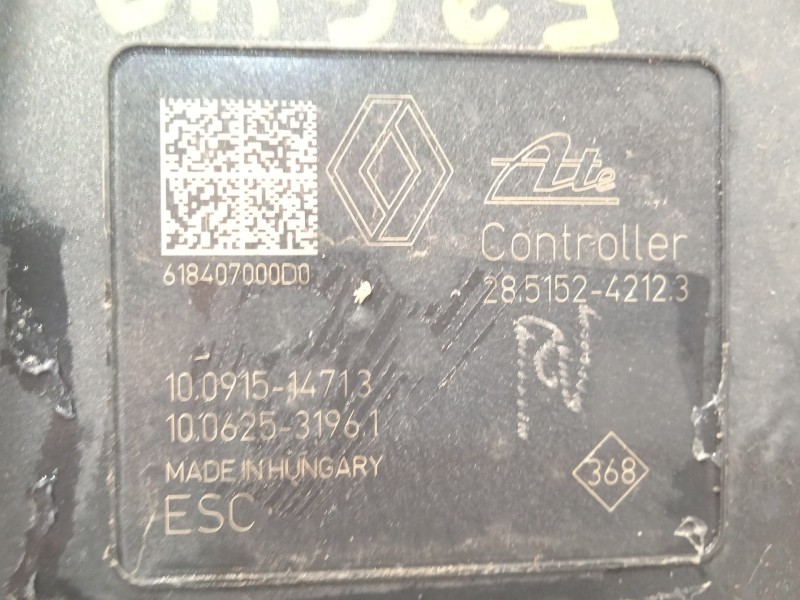 Ate
Controller
618407000D0
28.5152-4212.3
10.0915-1471.3
10.0625-3196.1
MADE IN HUNGARY
368
ESC